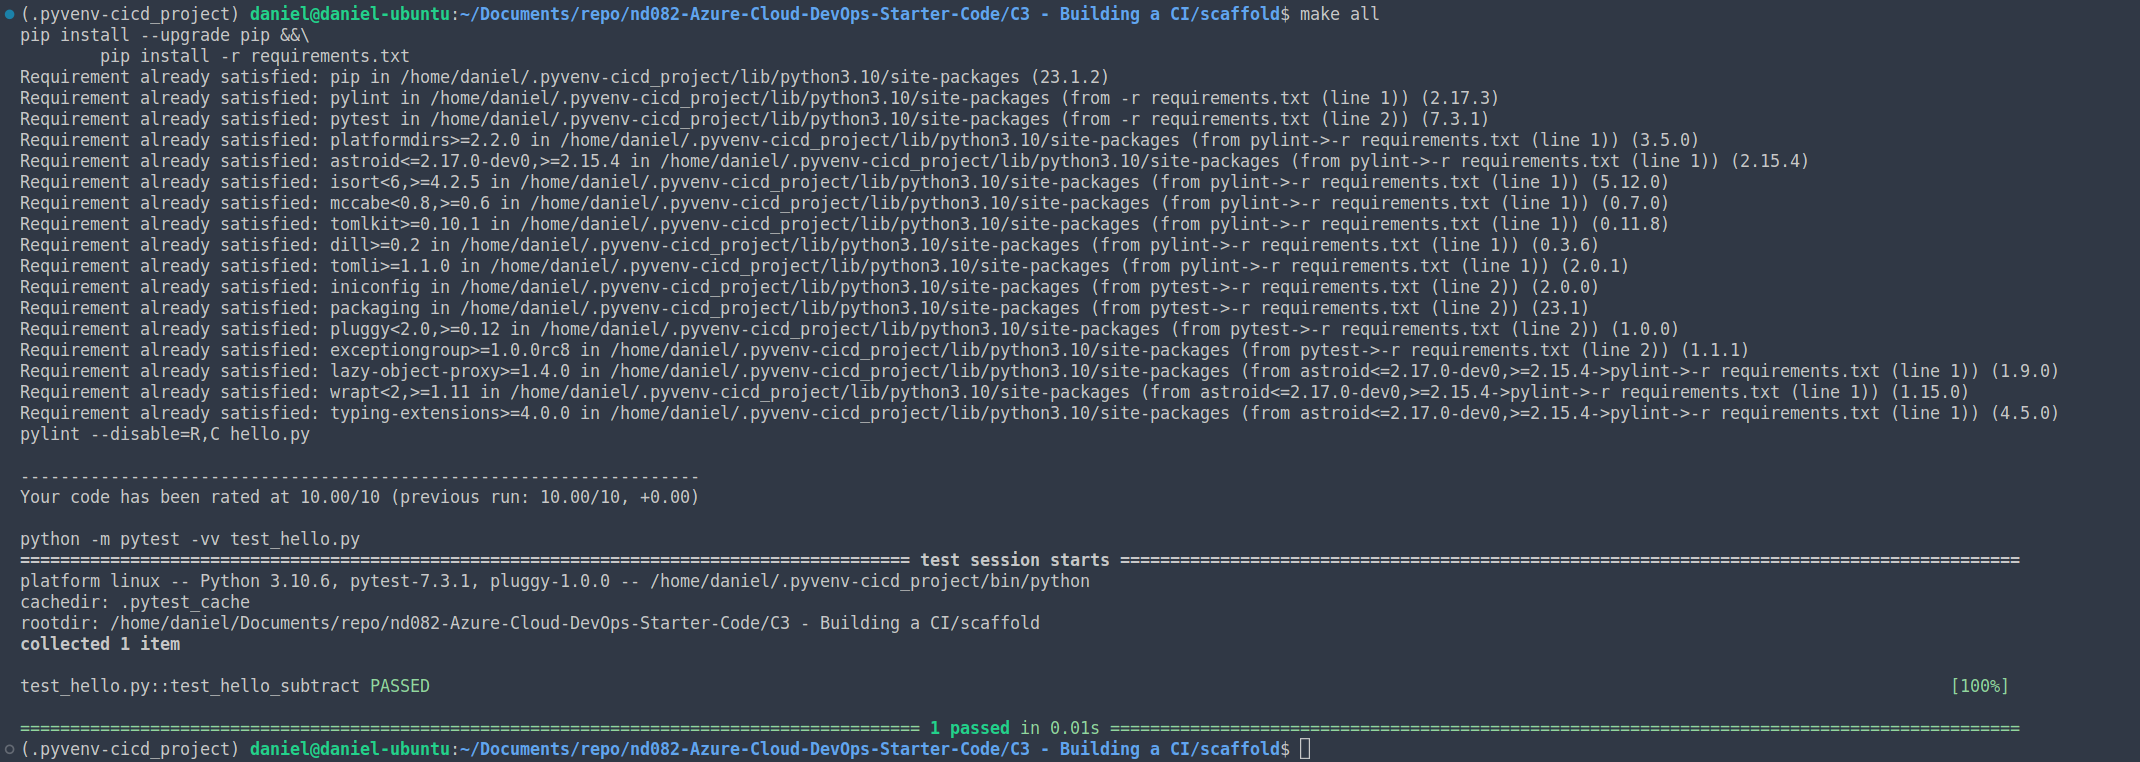 (.pyvenv-cicd_project) daniel@daniel-ubuntu:~/Documents/repo/nd082-Azure-Cloud-DevOps-Starter-Code/C3 - Building a CI/scaffold$ make all
pip install --upgrade pip &&\
        pip install -r requirements.txt
Requirement already satisfied: pip in /home/daniel/.pyvenv-cicd_project/lib/python3.10/site-packages (23.1.2)
Requirement already satisfied: pylint in /home/daniel/.pyvenv-cicd_project/lib/python3.10/site-packages (from -r requirements.txt (line 1)) (2.17.3)
Requirement already satisfied: pytest in /home/daniel/.pyvenv-cicd_project/lib/python3.10/site-packages (from -r requirements.txt (line 2)) (7.3.1)
Requirement already satisfied: platformdirs>=2.2.0 in /home/daniel/.pyvenv-cicd_project/lib/python3.10/site-packages (from pylint->-r requirements.txt (line 1)) (3.5.0)
Requirement already satisfied: astroid<=2.17.0-dev0,>=2.15.4 in /home/daniel/.pyvenv-cicd_project/lib/python3.10/site-packages (from pylint->-r requirements.txt (line 1)) (2.15.4)
Requirement already satisfied: isort<6,>=4.2.5 in /home/daniel/.pyvenv-cicd_project/lib/python3.10/site-packages (from pylint->-r requirements.txt (line 1)) (5.12.0)
Requirement already satisfied: mccabe<0.8,>=0.6 in /home/daniel/.pyvenv-cicd_project/lib/python3.10/site-packages (from pylint->-r requirements.txt (line 1)) (0.7.0)
Requirement already satisfied: tomlkit>=0.10.1 in /home/daniel/.pyvenv-cicd_project/lib/python3.10/site-packages (from pylint->-r requirements.txt (line 1)) (0.11.8)
Requirement already satisfied: dill>=0.2 in /home/daniel/.pyvenv-cicd_project/lib/python3.10/site-packages (from pylint->-r requirements.txt (line 1)) (0.3.6)
Requirement already satisfied: tomli>=1.1.0 in /home/daniel/.pyvenv-cicd_project/lib/python3.10/site-packages (from pylint->-r requirements.txt (line 1)) (2.0.1)
Requirement already satisfied: iniconfig in /home/daniel/.pyvenv-cicd_project/lib/python3.10/site-packages (from pytest->-r requirements.txt (line 2)) (2.0.0)
Requirement already satisfied: packaging in /home/daniel/.pyvenv-cicd_project/lib/python3.10/site-packages (from pytest->-r requirements.txt (line 2)) (23.1)
Requirement already satisfied: pluggy<2.0,>=0.12 in /home/daniel/.pyvenv-cicd_project/lib/python3.10/site-packages (from pytest->-r requirements.txt (line 2)) (1.0.0)
Requirement already satisfied: exceptiongroup>=1.0.0rc8 in /home/daniel/.pyvenv-cicd_project/lib/python3.10/site-packages (from pytest->-r requirements.txt (line 2)) (1.1.1)
Requirement already satisfied: lazy-object-proxy>=1.4.0 in /home/daniel/.pyvenv-cicd_project/lib/python3.10/site-packages (from astroid<=2.17.0-dev0,>=2.15.4->pylint->-r requirements.txt (line 1)) (1.9.0)
Requirement already satisfied: wrapt<2,>=1.11 in /home/daniel/.pyvenv-cicd_project/lib/python3.10/site-packages (from astroid<=2.17.0-dev0,>=2.15.4->pylint->-r requirements.txt (line 1)) (1.15.0)
Requirement already satisfied: typing-extensions>=4.0.0 in /home/daniel/.pyvenv-cicd_project/lib/python3.10/site-packages (from astroid<=2.17.0-dev0,>=2.15.4->pylint->-r requirements.txt (line 1)) (4.5.0)
pylint --disable=R,C hello.py

--------------------------------------------------------------------
Your code has been rated at 10.00/10 (previous run: 10.00/10, +0.00)

python -m pytest -vv test_hello.py
========================================================================================= test session starts ==========================================================================================
platform linux -- Python 3.10.6, pytest-7.3.1, pluggy-1.0.0 -- /home/daniel/.pyvenv-cicd_project/bin/python
cachedir: .pytest_cache
rootdir: /home/daniel/Documents/repo/nd082-Azure-Cloud-DevOps-Starter-Code/C3 - Building a CI/scaffold
collected 1 item

test_hello.py::test_hello_subtract PASSED [100%]

========================================================================================== 1 passed in 0.01s ===========================================================================================
(.pyvenv-cicd_project) daniel@daniel-ubuntu:~/Documents/repo/nd082-Azure-Cloud-DevOps-Starter-Code/C3 - Building a CI/scaffold$